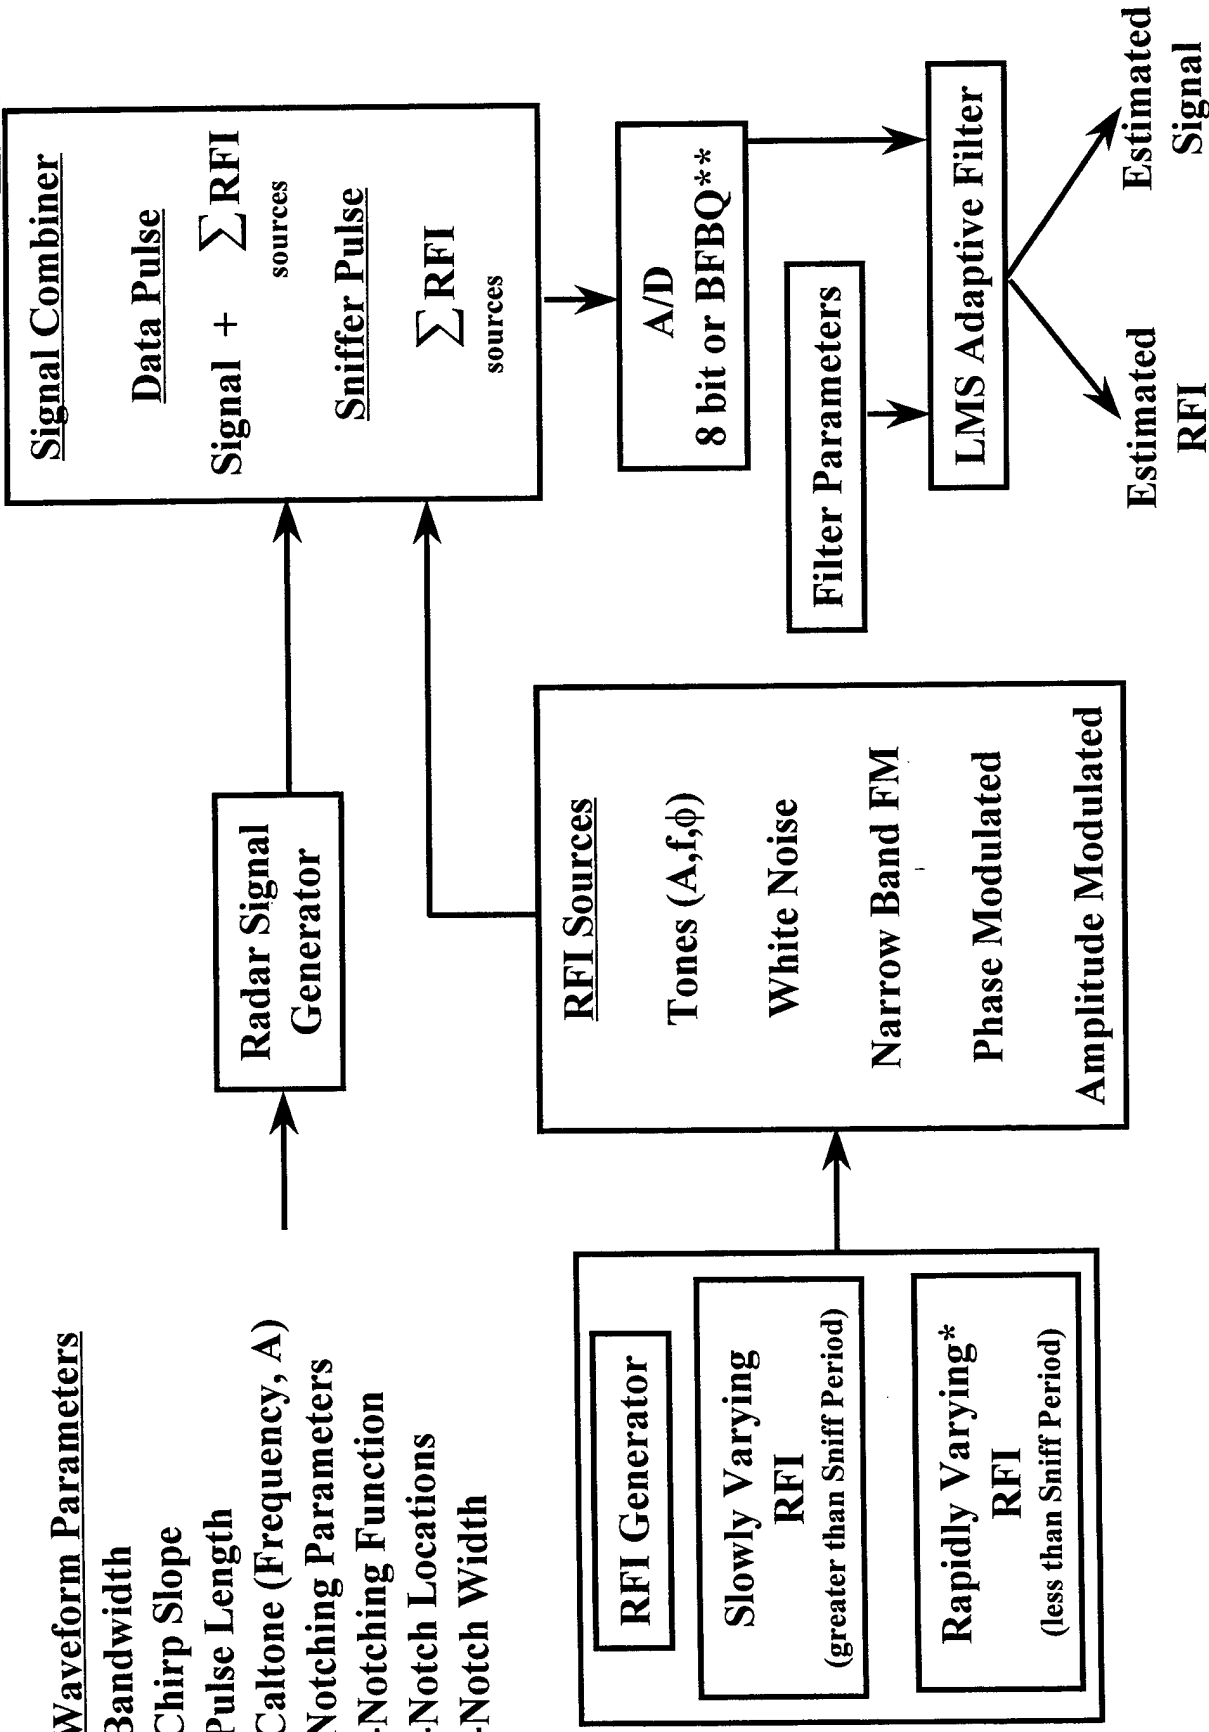 Waveform Parameters
Bandwidth
Chirp Slope
Pulse Length
Caltone (Frequency, A)
Notching Parameters
-Notching Function
-Notch Locations
-Notch Width
Radar Signal
Generator
Signal Combiner
Data Pulse
Signal + ∑RFI
sources
Sniffer Pulse
∑RFI
sources
RFI Generator
Slowly Varying
RFI
(greater than Sniff Period)
Rapidly Varying*
RFI
(less than Sniff Period)
RFI Sources
Tones (A,f,ϕ)
White Noise
Narrow Band FM
Phase Modulated
Amplitude Modulated
A/D
8 bit or BFBQ**
Filter Parameters
LMS Adaptive Filter
Estimated
RFI
Estimated
Signal